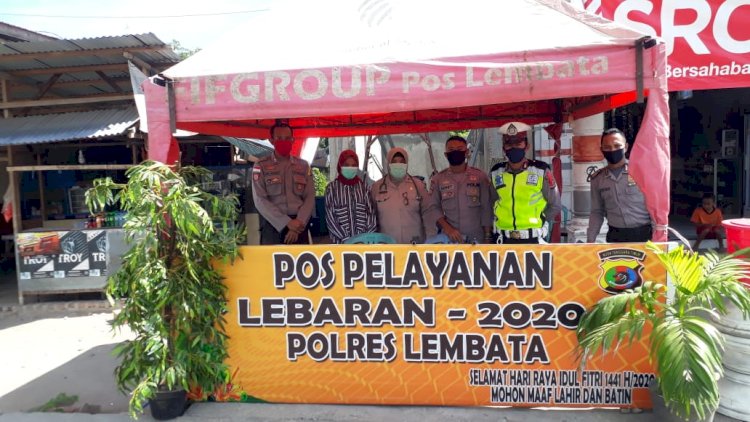 FIFGROUP Pos Lembata
SRC
Bersahaba
TROY
TROY
POS PELAYANAN
LEBARAN - 2020
POLRES LEMBATA
SELAMAT HARI RAYA IDUL FITRI 1441 H/2020
MOHON MAAF LAHIR DAN BATIN